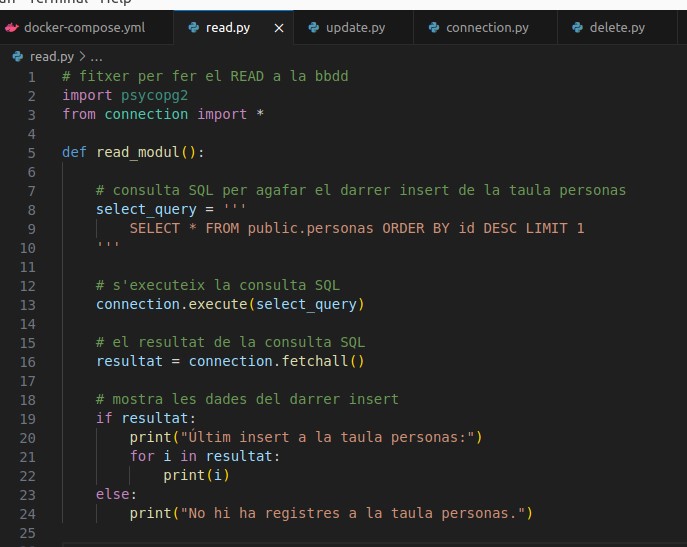 Terminal Help
docker-compose.yml read.py × update.py connection.py delete.py
read.py > ...
1 # fitxer per fer el READ a la bbdd
2 import psycopg2
3 from connection import *
4
5 def read_modul():
6
7 # consulta SQL per agafar el darrer insert de la taula personas
8 select_query = '''
9 SELECT * FROM public.personas ORDER BY id DESC LIMIT 1
10 '''
11
12 # s'executeix la consulta SQL
13 connection.execute(select_query)
14
15 # el resultat de la consulta SQL
16 resultat = connection.fetchall()
17
18 # mostra les dades del darrer insert
19 if resultat:
20 print("Últim insert a la taula personas:")
21 for i in resultat:
22 print(i)
23 else:
24 print("No hi ha registres a la taula personas.")
25